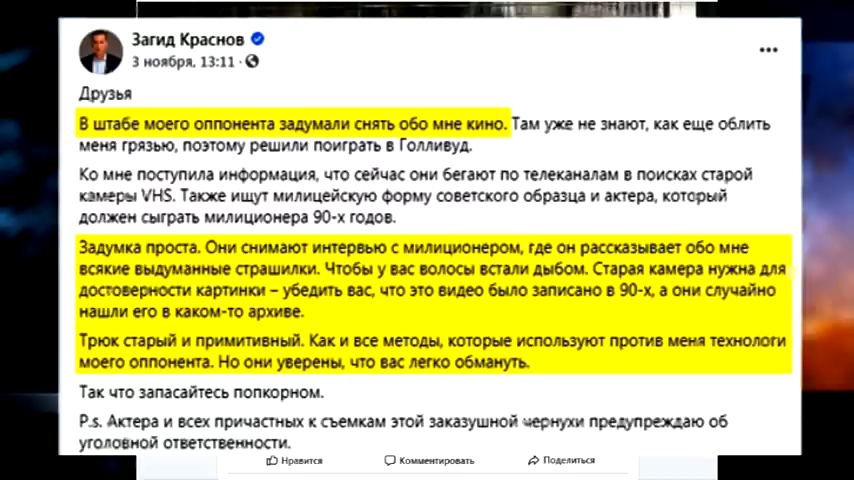 Загид Краснов
3 ноября, 13:11 ·
Друзья
В штабе моего оппонента задумали снять обо мне кино. Там уже не знают, как еще облить
меня грязью, поэтому решили поиграть в Голливуд.
Ко мне поступила информация, что сейчас они бегают по телеканалам в поисках старой
камеры VHS. Также ищут милицейскую форму советского образца и актера, который
должен сыграть милиционера 90-х годов.
Задумка проста. Они снимают интервью с милиционером, где он рассказывает обо мне
всякие выдуманные страшилки. Чтобы у вас волосы встали дыбом. Старая камера нужна для
достоверности картинки – убедить вас, что это видео было записано в 90-х, а они случайно
нашли его в каком-то архиве.
Трюк старый и примитивный. Как и все методы, которые используют против меня технологи
моего оппонента. Но они уверены, что вас легко обмануть.
Так что запасайтесь попкорном.
P.s. Актера и всех причастных к съемкам этой заказушной чернухи предупреждаю об
уголовной ответственности.
Нравится Комментировать Поделиться